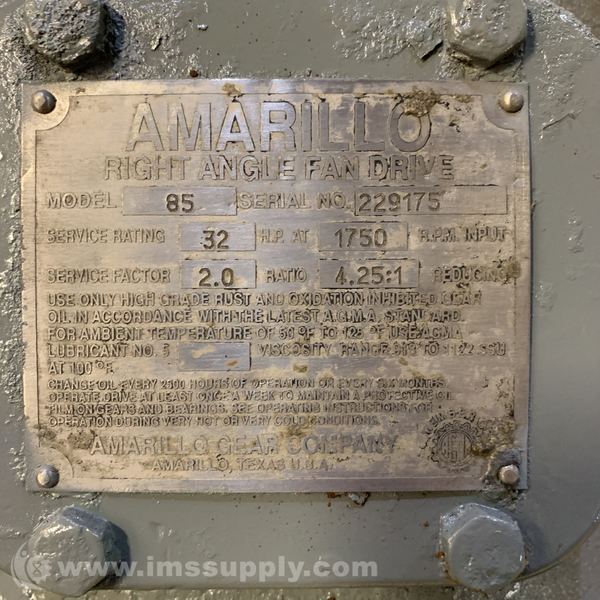 AMARILLO
RIGHT ANGLE FAN DRIVE
MODEL 85 SERIAL NO. 229175
SERVICE RATING 32 H.P. AT 1750 R.P.M. INPUT
SERVICE FACTOR 2.0 RATIO 4.25:1 REDUCING
USE ONLY HIGH GRADE RUST AND OXIDATION INHIBITED GEAR
OIL IN ACCORDANCE WITH THE LATEST A.G.M.A. STANDARD.
FOR AMBIENT TEMPERATURE OF 50 °F TO 125 °F USE AGMA
LUBRICANT NO. 5 VISCOSITY RANGE TO SSU
AT 100 °F
CHANGE OIL EVERY 2500 HOURS OF OPERATION OR EVERY SIX MONTHS.
OPERATE DRIVE AT LEAST ONCE A WEEK TO MAINTAIN A PROTECTIVE OIL
FILM ON GEARS AND BEARINGS. SEE OPERATING INSTRUCTIONS FOR
OPERATION DURING VERY HOT OR VERY COLD CONDITIONS.
AMARILLO GEAR COMPANY
AMARILLO, TEXAS U.S.A.
www.imssupply.com